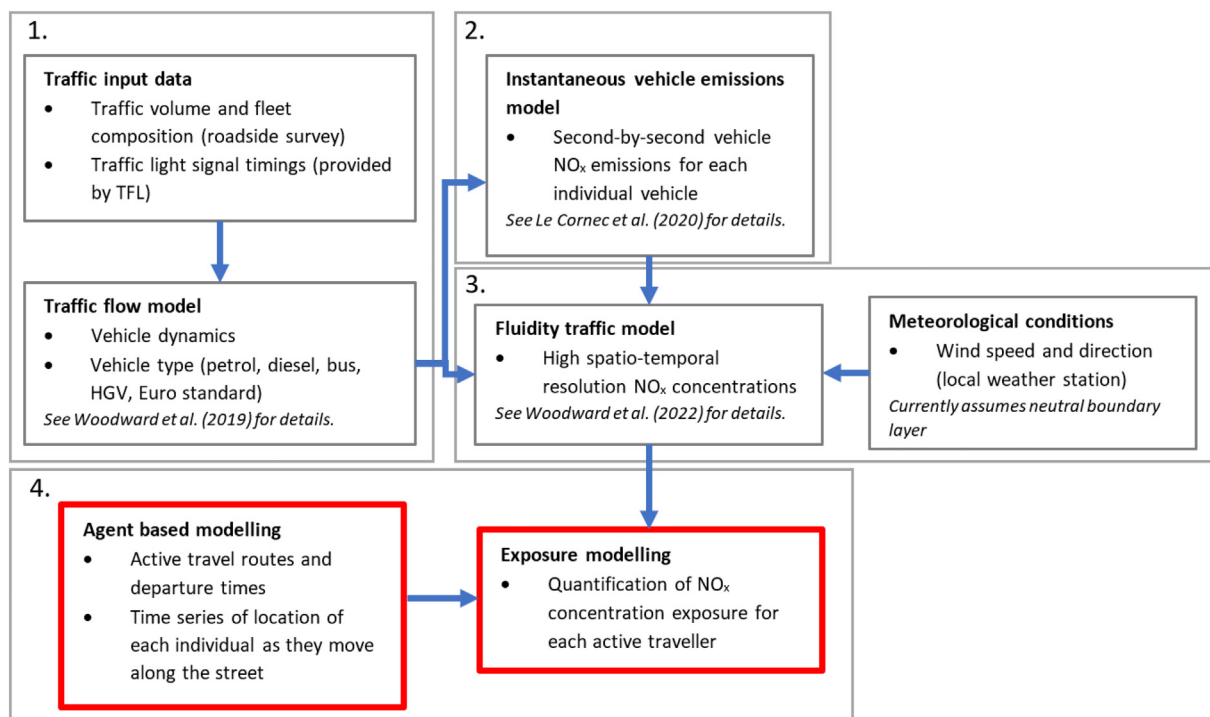 1.
Traffic input data
• Traffic volume and fleet
composition (roadside survey)
• Traffic light signal timings (provided
by TFL)
Traffic flow model
• Vehicle dynamics
• Vehicle type (petrol, diesel, bus,
HGV, Euro standard)
See Woodward et al. (2019) for details.
2.
Instantaneous vehicle emissions
model
• Second-by-second vehicle
NOₓ emissions for each
individual vehicle
See Le Cornec et al. (2020) for details.
3.
Fluidity traffic model
• High spatio-temporal
resolution NOₓ concentrations
See Woodward et al. (2022) for details.
Meteorological conditions
• Wind speed and direction
(local weather station)
Currently assumes neutral boundary
layer
4.
Agent based modelling
• Active travel routes and
departure times
• Time series of location of
each individual as they move
along the street
Exposure modelling
• Quantification of NOₓ
concentration exposure for
each active traveller